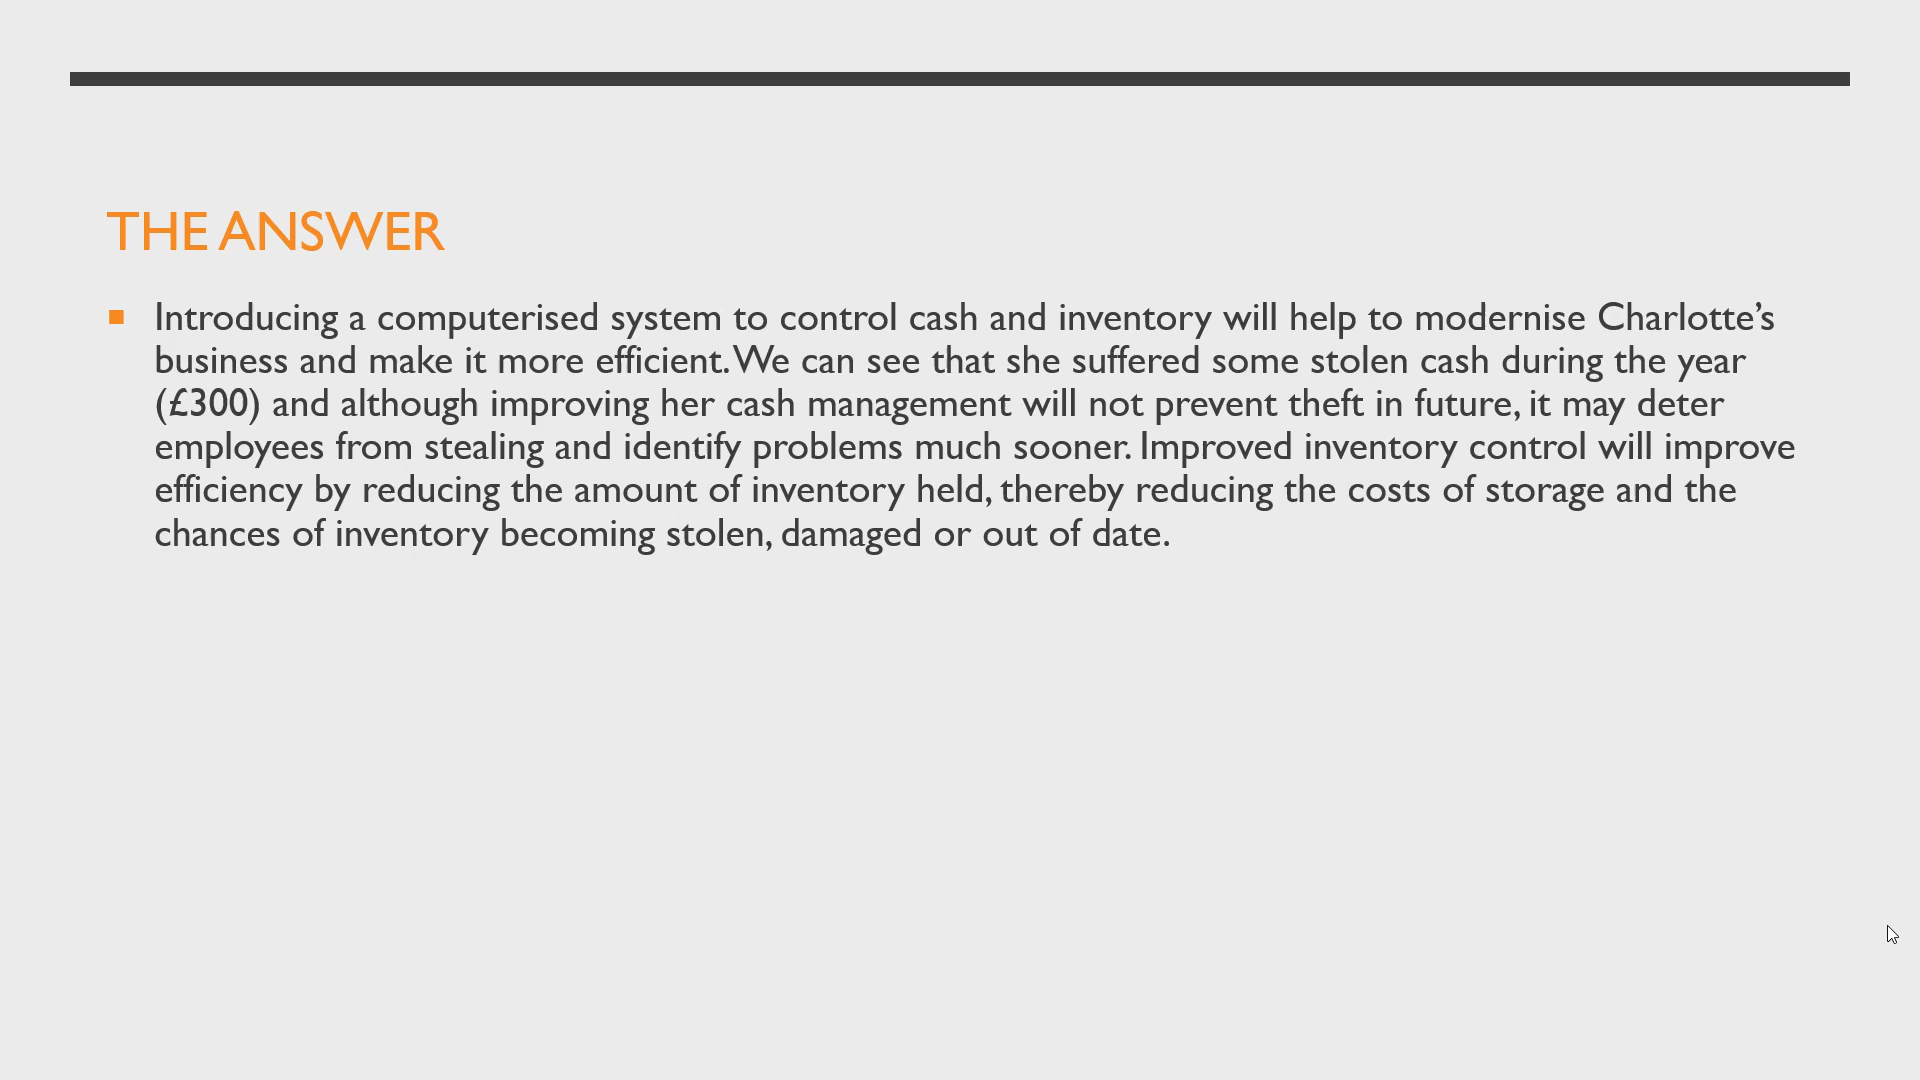 THE ANSWER
Introducing a computerised system to control cash and inventory will help to modernise Charlotte’s
business and make it more efficient. We can see that she suffered some stolen cash during the year
(£300) and although improving her cash management will not prevent theft in future, it may deter
employees from stealing and identify problems much sooner. Improved inventory control will improve
efficiency by reducing the amount of inventory held, thereby reducing the costs of storage and the
chances of inventory becoming stolen, damaged or out of date.